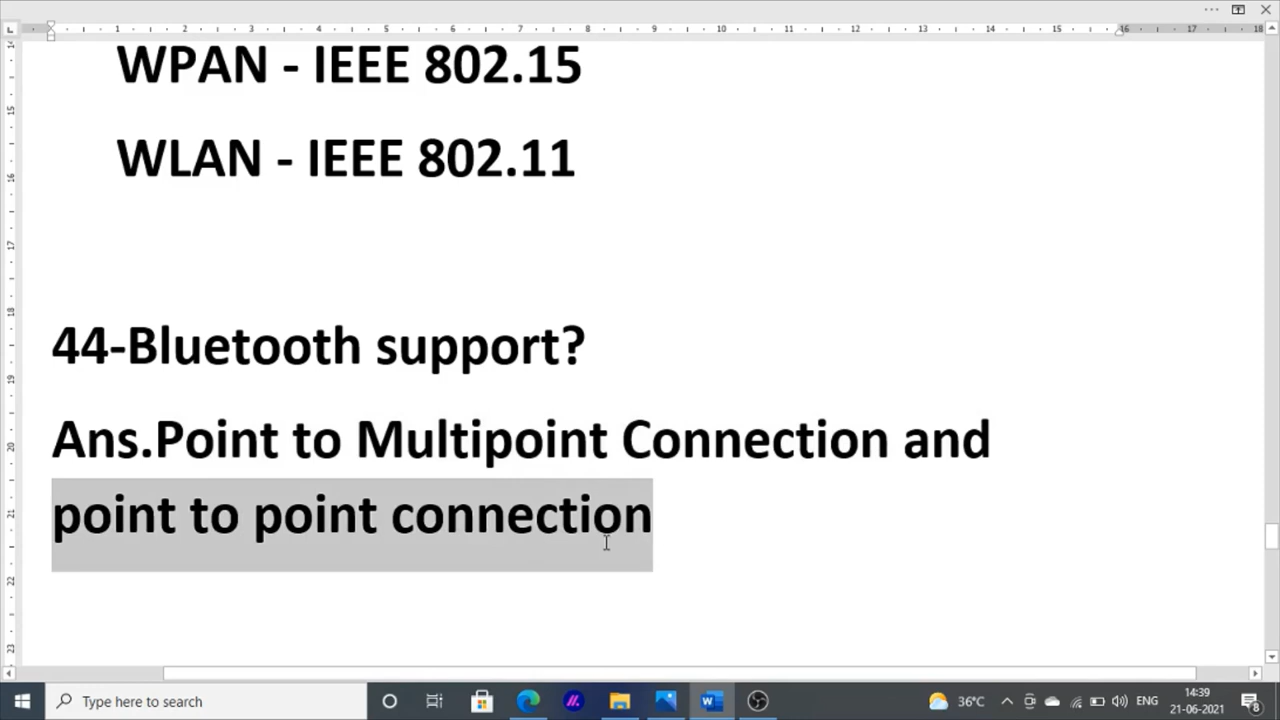 WPAN - IEEE 802.15
WLAN - IEEE 802.11
44-Bluetooth support?
Ans.Point to Multipoint Connection and
point to point connection
Type here to search
36°C
ENG
14:39
21-06-2021
8